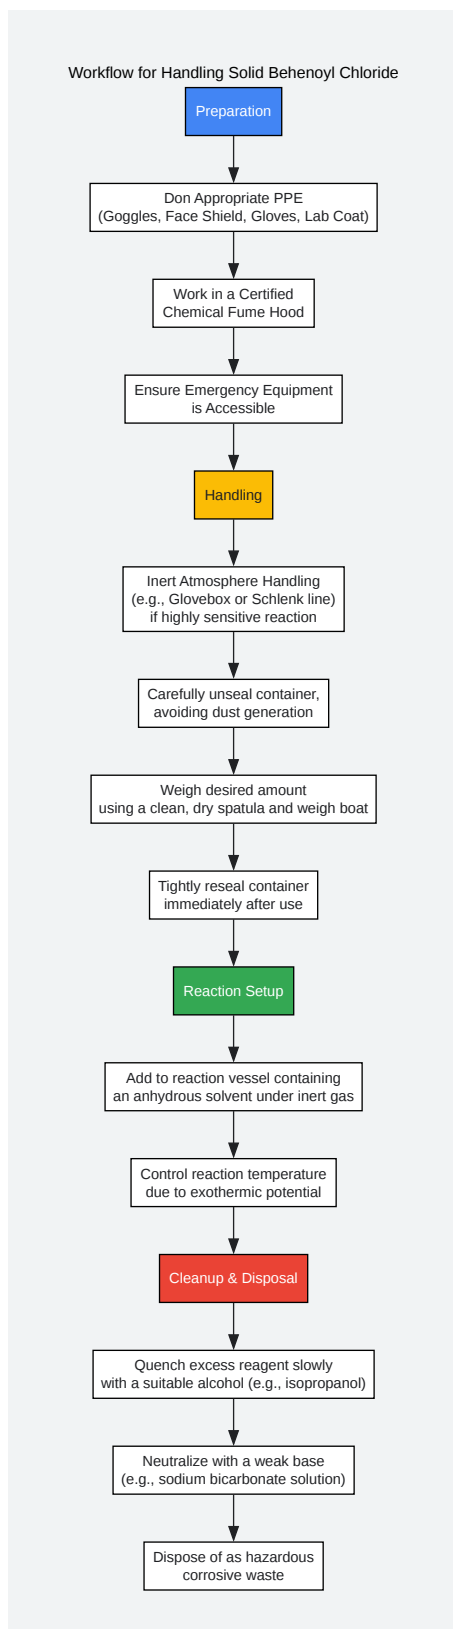 Workflow for Handling Solid Behenoyl Chloride
Preparation
Don Appropriate PPE
(Goggles, Face Shield, Gloves, Lab Coat)
Work in a Certified
Chemical Fume Hood
Ensure Emergency Equipment
is Accessible
Handling
Inert Atmosphere Handling
(e.g., Glovebox or Schlenk line)
if highly sensitive reaction
Carefully unseal container,
avoiding dust generation
Weigh desired amount
using a clean, dry spatula and weigh boat
Tightly reseal container
immediately after use
Reaction Setup
Add to reaction vessel containing
an anhydrous solvent under inert gas
Control reaction temperature
due to exothermic potential
Cleanup & Disposal
Quench excess reagent slowly
with a suitable alcohol (e.g., isopropanol)
Neutralize with a weak base
(e.g., sodium bicarbonate solution)
Dispose of as hazardous
corrosive waste